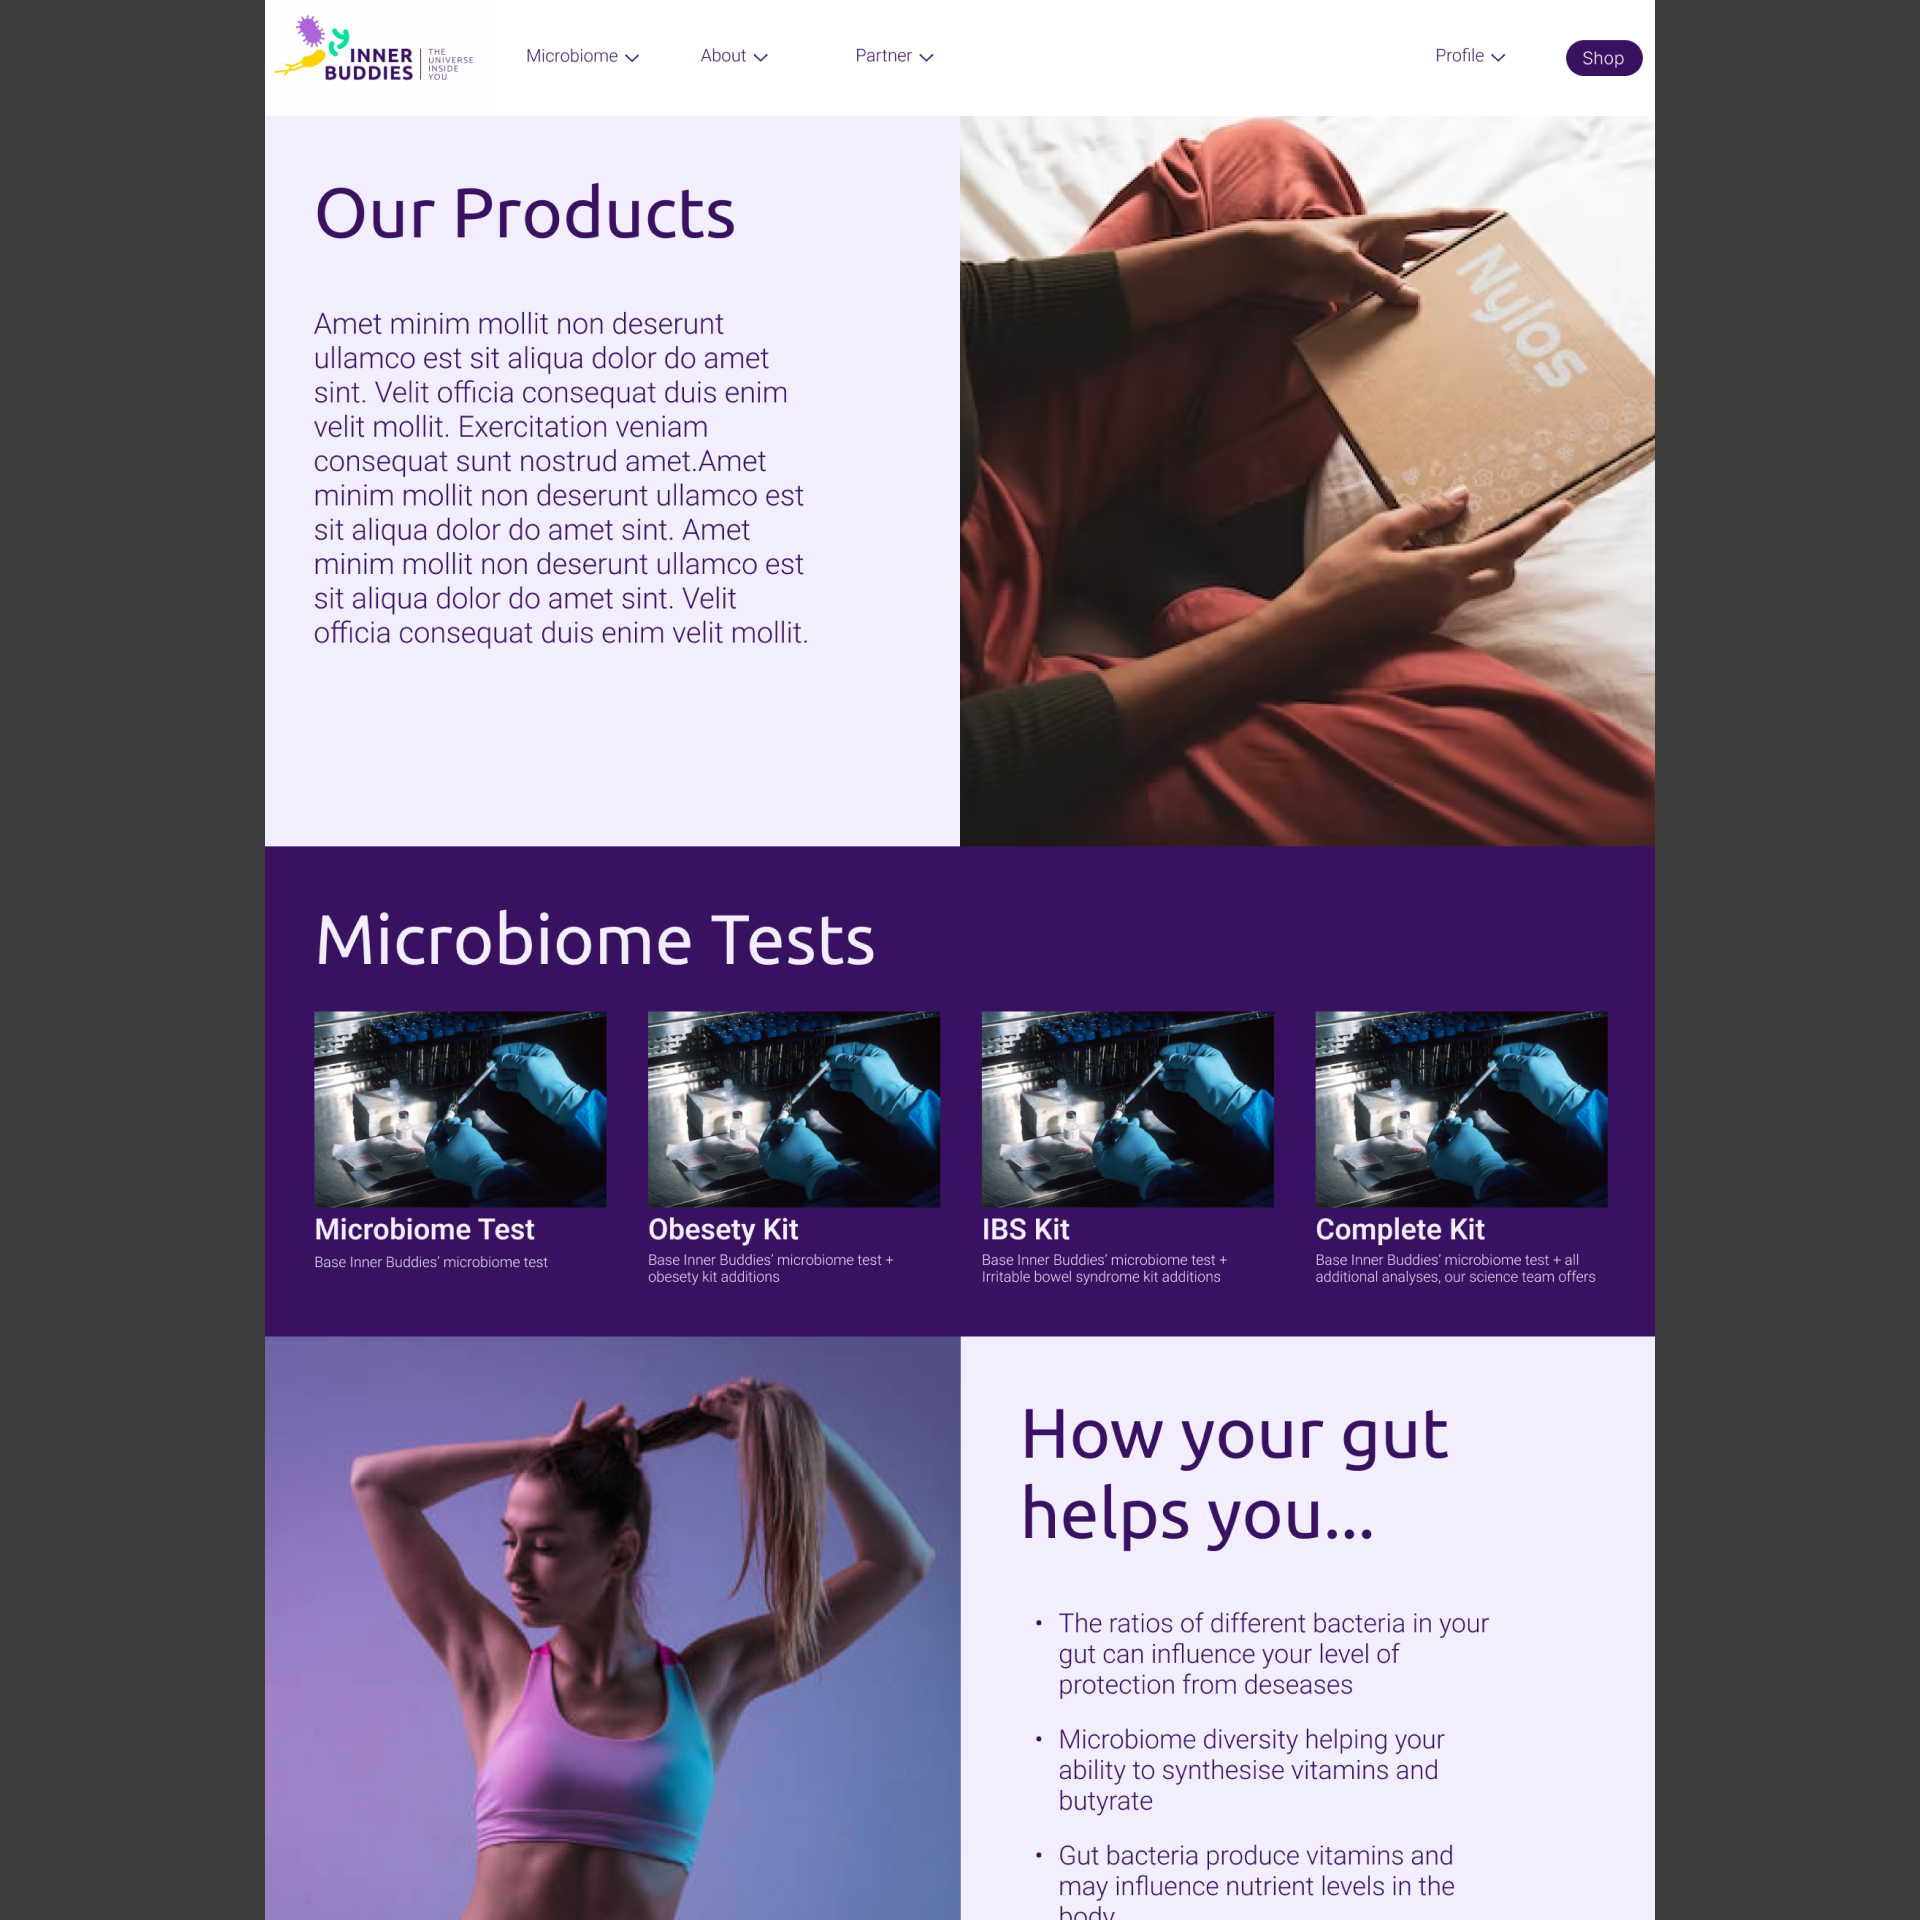 INNER
BUDDIES
THE
UNIVERSE
INSIDE
YOU
Microbiome
About
Partner
Profile
Shop
Our Products
Nylos
Amet minim mollit non deserunt
ullamco est sit aliqua dolor do amet
sint. Velit officia consequat duis enim
velit mollit. Exercitation veniam
consequat sunt nostrud amet.Amet
minim mollit non deserunt ullamco est
sit aliqua dolor do amet sint. Amet
minim mollit non deserunt ullamco est
sit aliqua dolor do amet sint. Velit
officia consequat duis enim velit mollit.
Microbiome Tests
Microbiome Test
Base Inner Buddies’ microbiome test
Obesety Kit
Base Inner Buddies’ microbiome test +
obesety kit additions
IBS Kit
Base Inner Buddies’ microbiome test +
Irritable bowel syndrome kit additions
Complete Kit
Base Inner Buddies’ microbiome test + all
additional analyses, our science team offers
How your gut
helps you...
• The ratios of different bacteria in your
gut can influence your level of
protection from deseases
• Microbiome diversity helping your
ability to synthesise vitamins and
butyrate
• Gut bacteria produce vitamins and
may influence nutrient levels in the
body